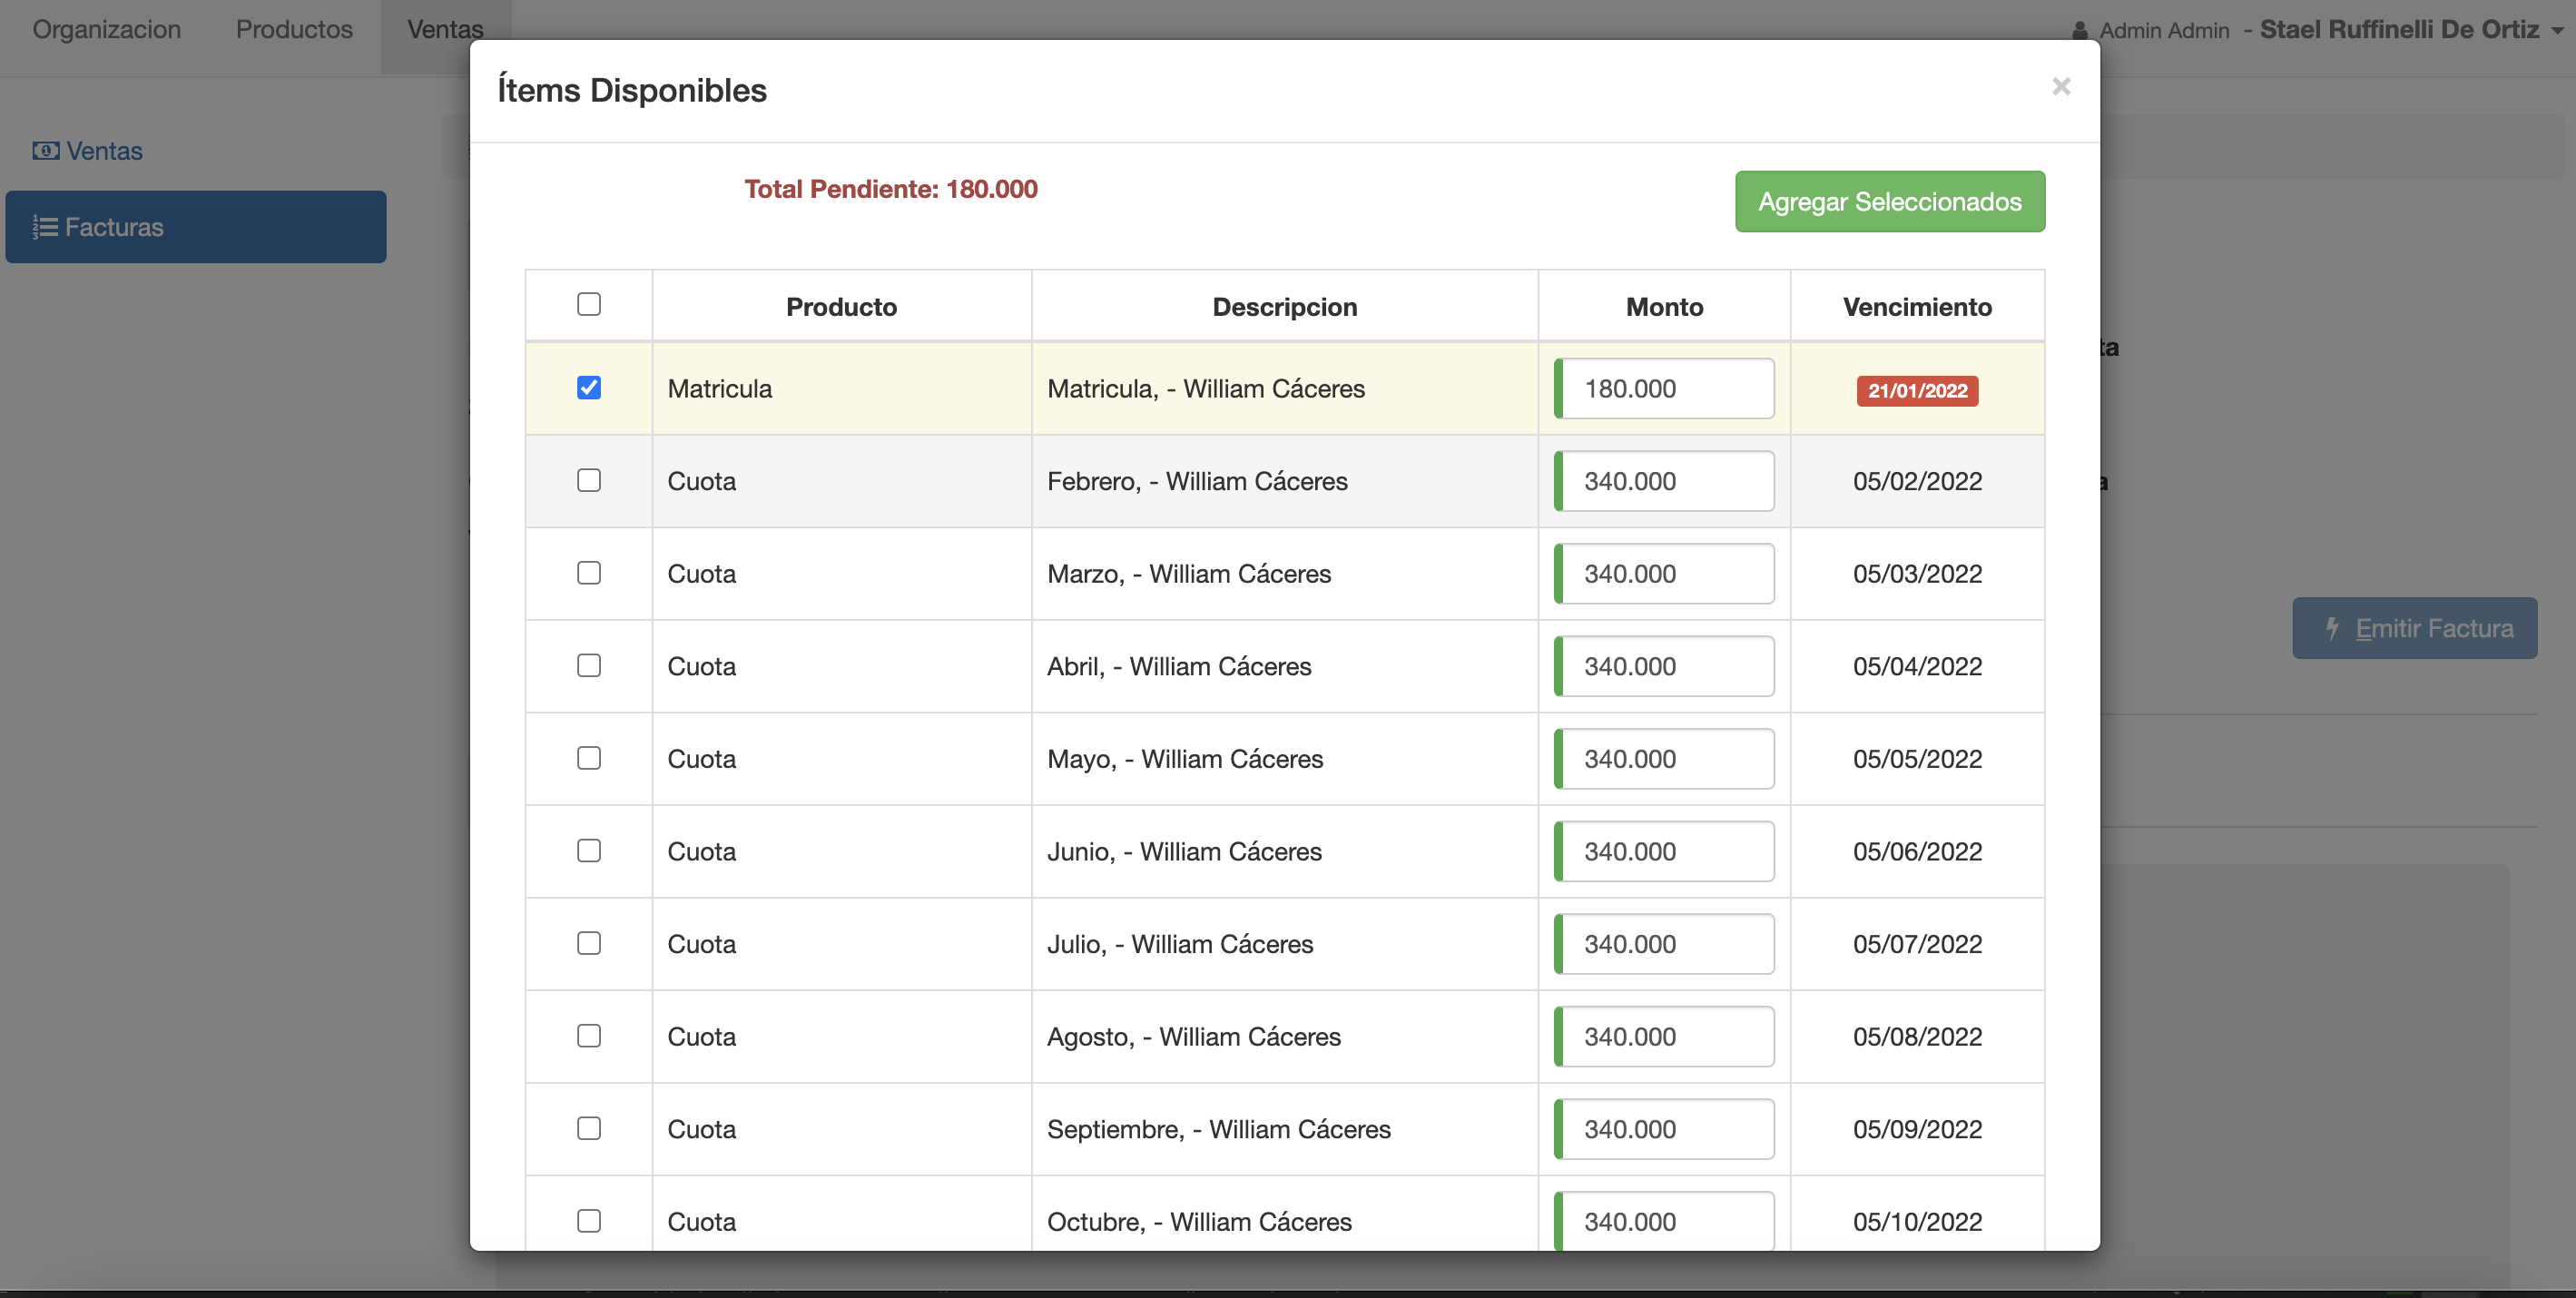 Organizacion Productos Ventas Admin Admin - Stael Ruffinelli De Ortiz
Ítems Disponibles ×
Ventas
Facturas
Total Pendiente: 180.000 Agregar Seleccionados
Producto Descripcion Monto Vencimiento
Matricula Matricula, - William Cáceres 180.000 21/01/2022
Cuota Febrero, - William Cáceres 340.000 05/02/2022
Cuota Marzo, - William Cáceres 340.000 05/03/2022
Emitir Factura
Cuota Abril, - William Cáceres 340.000 05/04/2022
Cuota Mayo, - William Cáceres 340.000 05/05/2022
Cuota Junio, - William Cáceres 340.000 05/06/2022
Cuota Julio, - William Cáceres 340.000 05/07/2022
Cuota Agosto, - William Cáceres 340.000 05/08/2022
Cuota Septiembre, - William Cáceres 340.000 05/09/2022
Cuota Octubre, - William Cáceres 340.000 05/10/2022